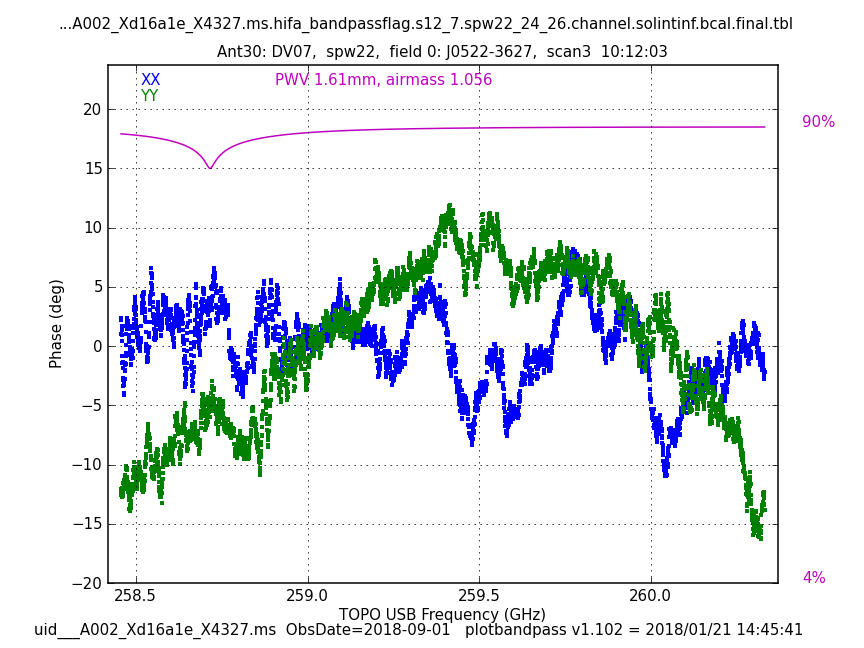 ...A002_Xd16a1e_X4327.ms.hifa_bandpassflag.s12_7.spw22_24_26.channel.solintinf.bcal.final.tbl
Ant30: DV07, spw22, field 0: J0522-3627, scan3 10:12:03
XX
YY
PWV 1.61mm, airmass 1.056
90%
4%
Phase (deg)
20
15
10
5
0
−5
−10
−15
−20
258.5
259.0
259.5
260.0
TOPO USB Frequency (GHz)
uid___A002_Xd16a1e_X4327.ms ObsDate=2018-09-01 plotbandpass v1.102 = 2018/01/21 14:45:41